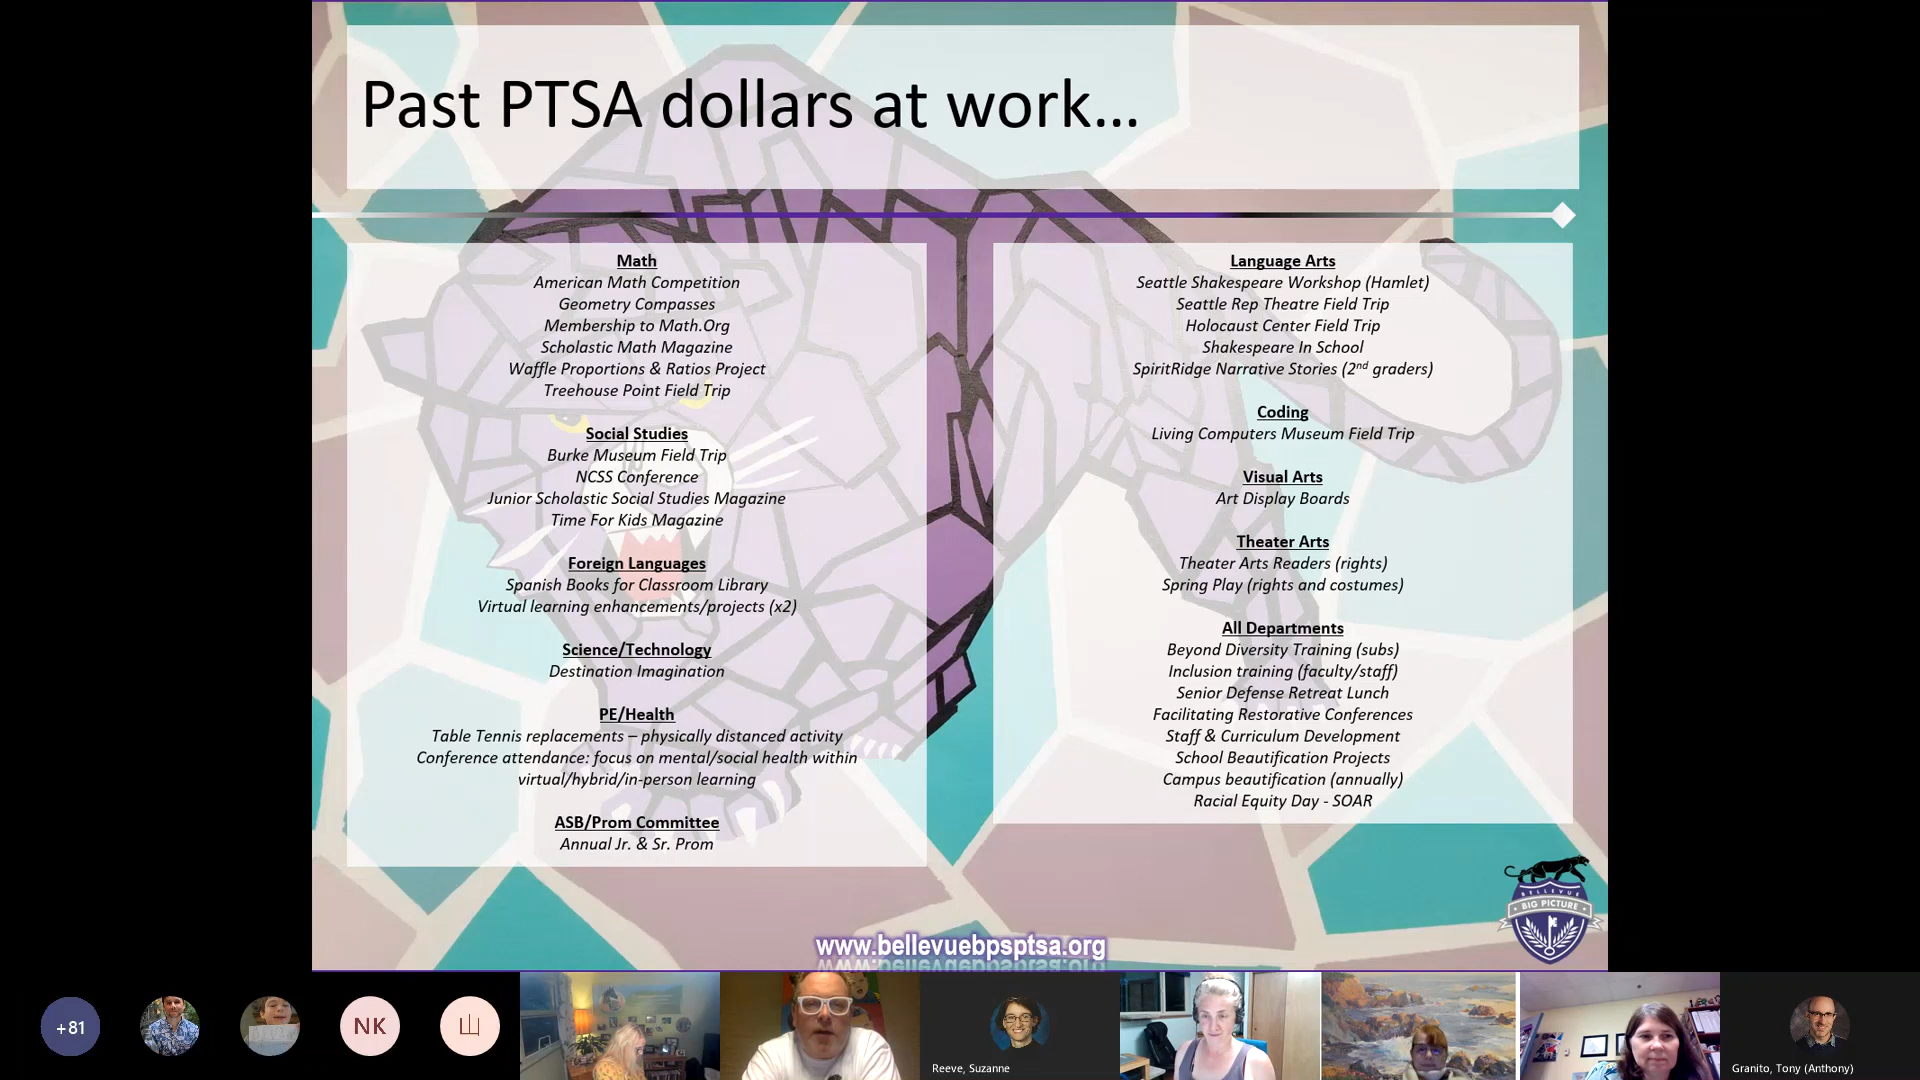 Past PTSA dollars at work...
Math
American Math Competition
Geometry Compasses
Membership to Math.Org
Scholastic Math Magazine
Waffle Proportions & Ratios Project
Treehouse Point Field Trip
Social Studies
Burke Museum Field Trip
NCSS Conference
Junior Scholastic Social Studies Magazine
Time For Kids Magazine
Foreign Languages
Spanish Books for Classroom Library
Virtual learning enhancements/projects (x2)
Science/Technology
Destination Imagination
PE/Health
Table Tennis replacements – physically distanced activity
Conference attendance: focus on mental/social health within
virtual/hybrid/in-person learning
ASB/Prom Committee
Annual Jr. & Sr. Prom
Language Arts
Seattle Shakespeare Workshop (Hamlet)
Seattle Rep Theatre Field Trip
Holocaust Center Field Trip
Shakespeare In School
SpiritRidge Narrative Stories (2nd graders)
Coding
Living Computers Museum Field Trip
Visual Arts
Art Display Boards
Theater Arts
Theater Arts Readers (rights)
Spring Play (rights and costumes)
All Departments
Beyond Diversity Training (subs)
Inclusion training (faculty/staff)
Senior Defense Retreat Lunch
Facilitating Restorative Conferences
Staff & Curriculum Development
School Beautification Projects
Campus beautification (annually)
Racial Equity Day - SOAR
BELLEVUE
BIG PICTURE
www.bellevuebpsptsa.org
+81
NK
Reeve, Suzanne
Granito, Tony (Anthony)